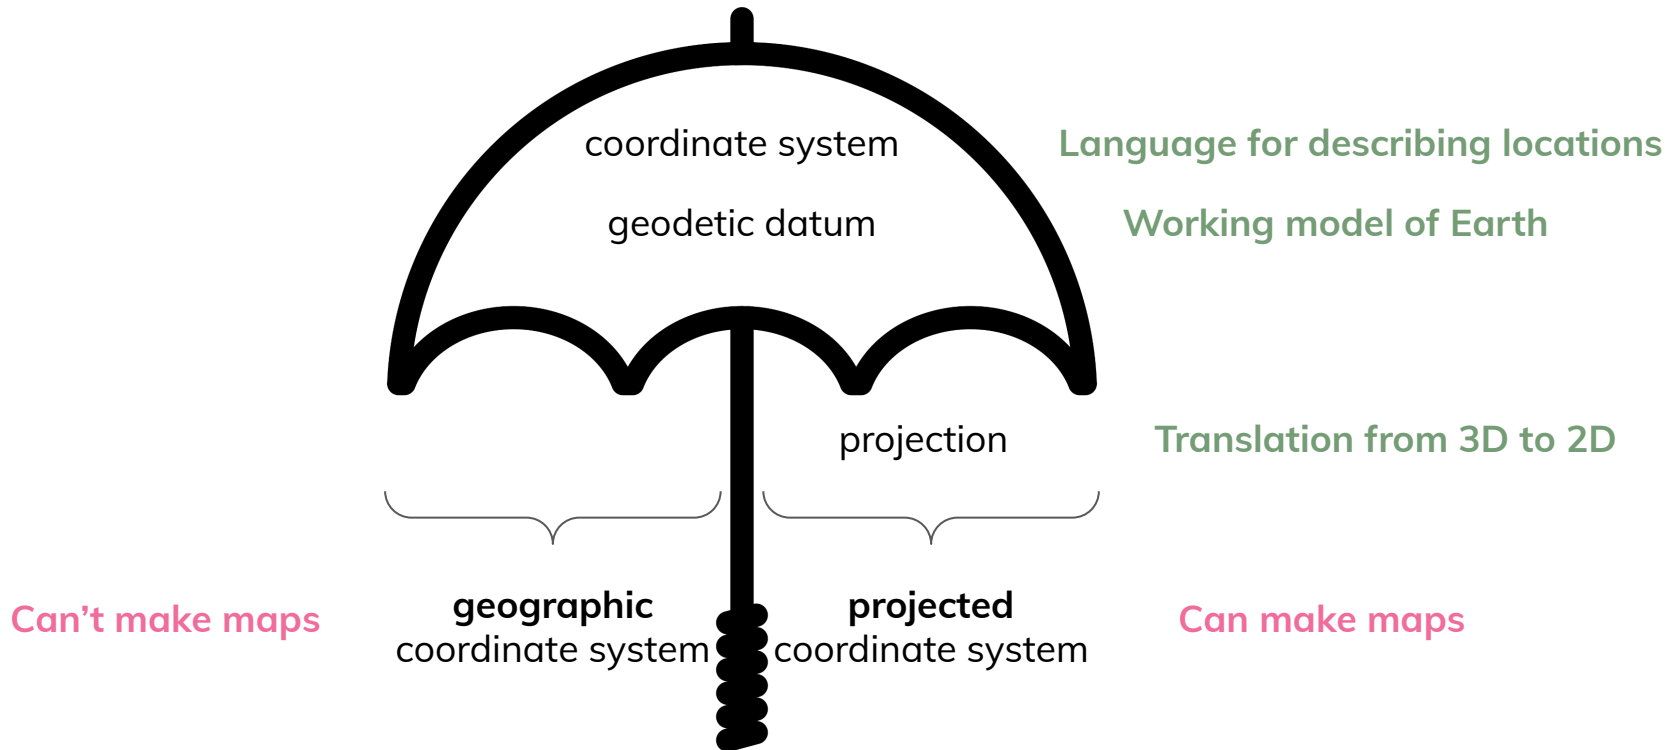 coordinate system
Language for describing locations
geodetic datum
Working model of Earth
projection
Translation from 3D to 2D
Can’t make maps
geographic
coordinate system
projected
coordinate system
Can make maps